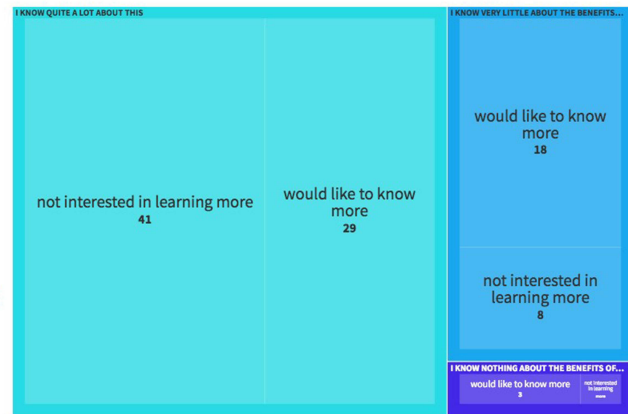 I KNOW QUITE A LOT ABOUT THIS
not interested in learning more
41
would like to know
more
29
I KNOW VERY LITTLE ABOUT THE BENEFITS...
would like to know
more
18
not interested in
learning more
8
I KNOW NOTHING ABOUT THE BENEFITS OF...
would like to know more
3
not interested
in learning
more